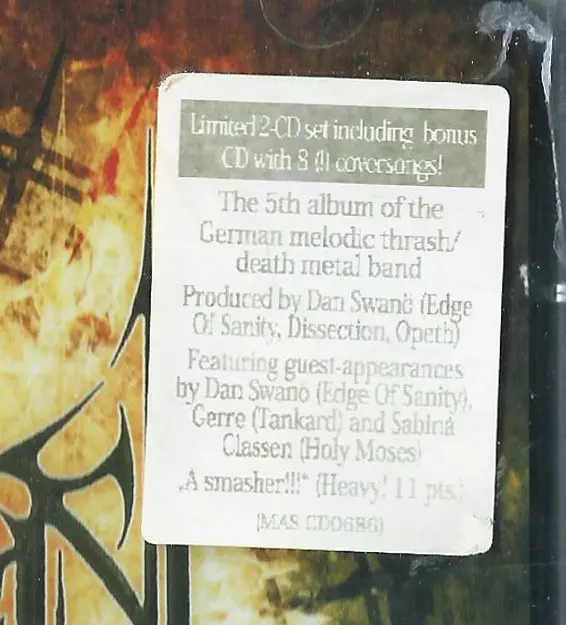 Limited 2-CD set including bonus
CD with 8 (!) coversongs!
The 5th album of the
German melodic thrash/
death metal band
Produced by Dan Swanö (Edge
Of Sanity, Dissection, Opeth)
Featuring guest-appearances
by Dan Swanö (Edge Of Sanity),
Gerre (Tankard) and Sabina
Classen (Holy Moses)
„A smasher!!!“ (Heavy! 11 pts.)
(MAS CD0686)